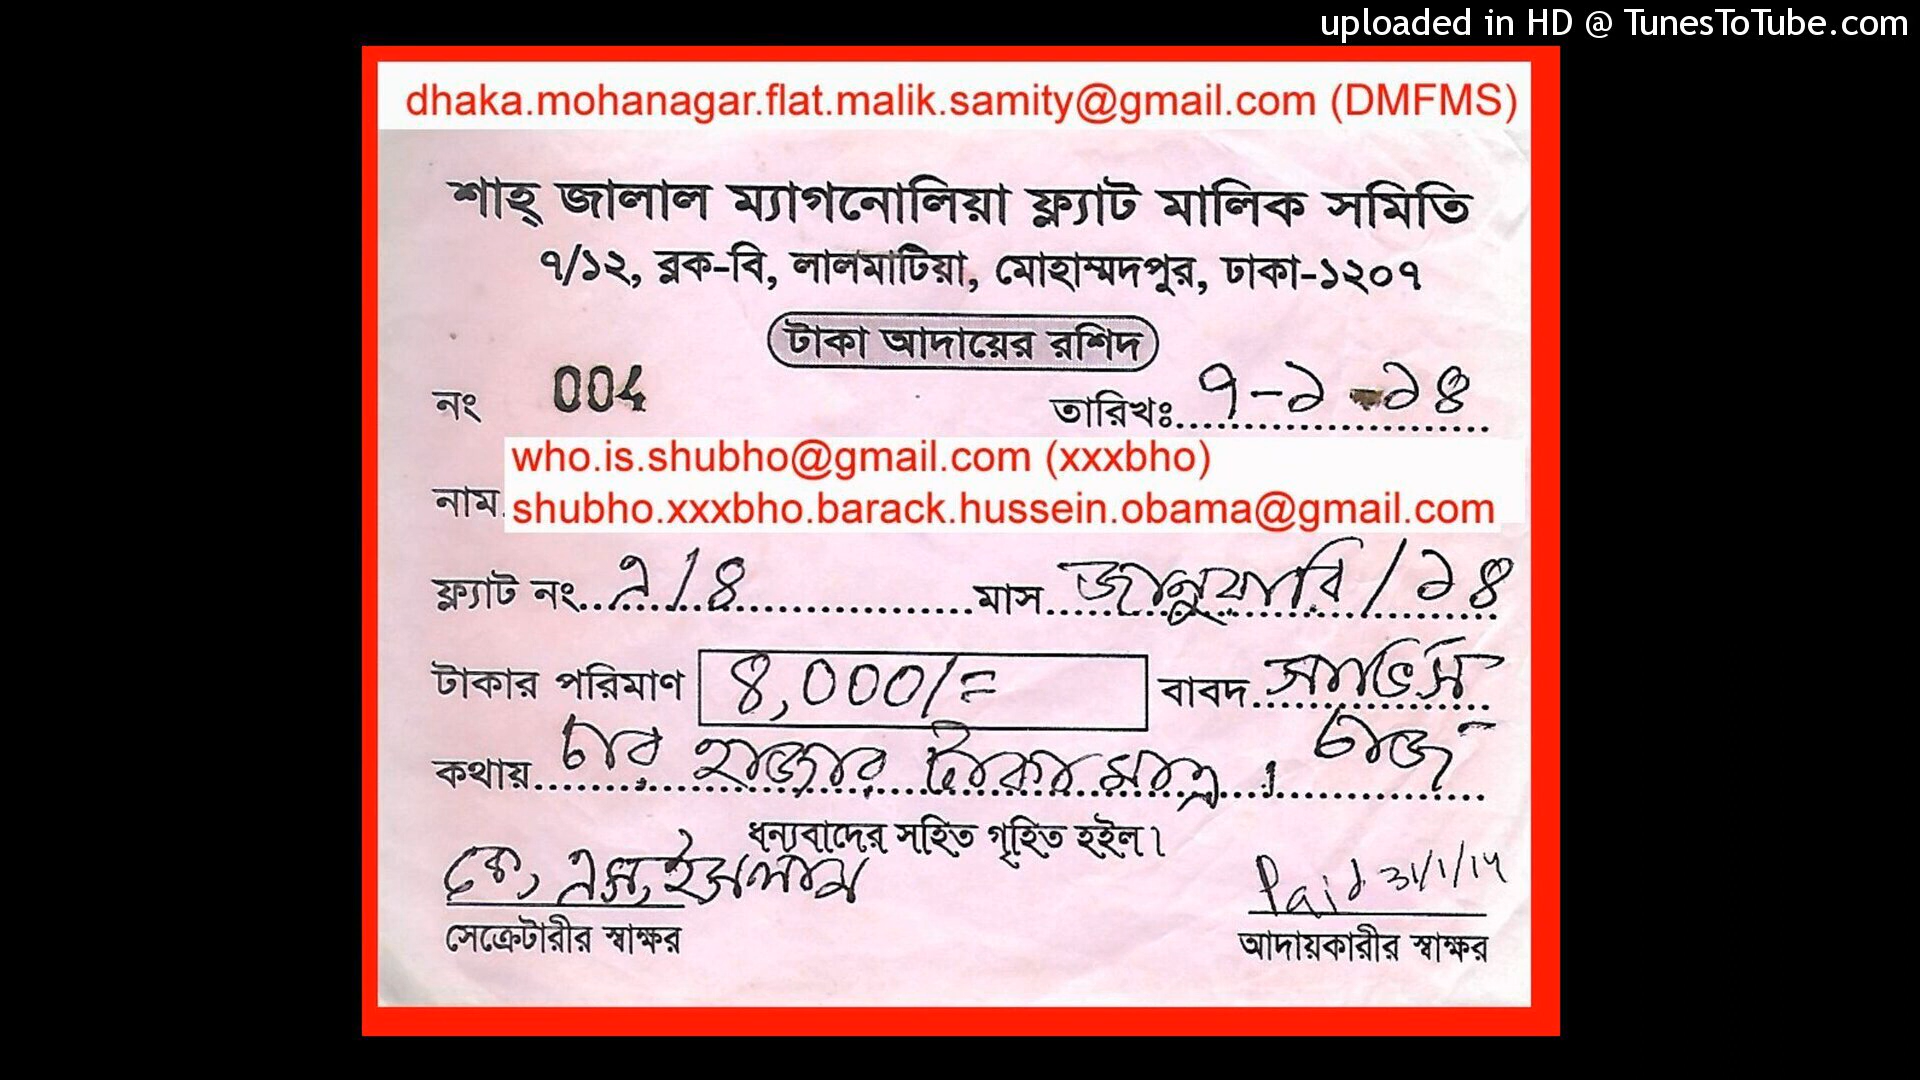 uploaded in HD @ TunesToTube.com
dhaka.mohanagar.flat.malik.samity@gmail.com (DMFMS)
শাহ্ জালাল ম্যাগনোলিয়া ফ্ল্যাট মালিক সমিতি
৭/১২, ব্লক-বি, লালমাটিয়া, মোহাম্মদপুর, ঢাকা-১২০৭
টাকা আদায়ের রশিদ
নং 004 তারিখঃ ৭-১-১৪
who.is.shubho@gmail.com (xxxbho)
নাম. shubho.xxxbho.barack.hussein.obama@gmail.com
ফ্ল্যাট নং এ/৪ মাস জানুয়ারি/১৪
টাকার পরিমাণ ৪,০০০/= বাবদ সার্ভিস
কথায় চার হাজার টাকা মাত্র। চার্জ
ধন্যবাদের সহিত গৃহিত হইল।
কে, এস, ইসলাম Paid 31/1/14
সেক্রেটারীর স্বাক্ষর আদায়কারীর স্বাক্ষর